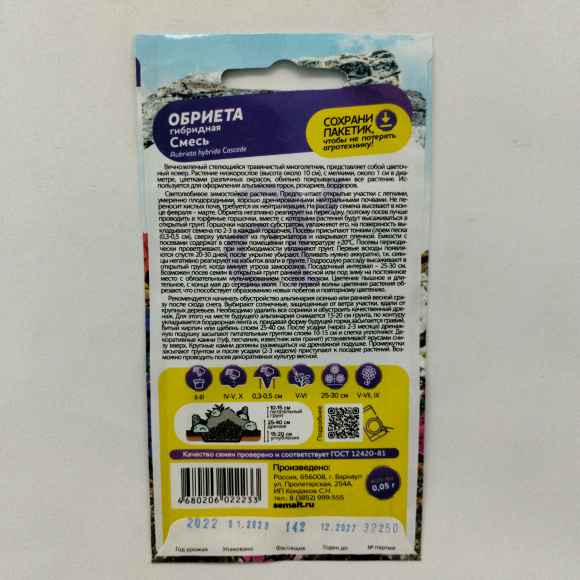 ОБРИЕТА
гибридная
Смесь
Aubrieta hybrida Cascade
СОХРАНИ
ПАКЕТИК,
чтобы не потерять
агротехнику!
Вечнозеленый стелющийся травянистый многолетник, представляет собой цветоч-
ный ковер. Растение низкорослое (высота около 10 см), с мелкими, около 1 см в диа-
метре, цветками различных окрасок, обильно покрывающими все растение. Ис-
пользуется для оформления альпийских горок, рокариев, бордюров.
Светолюбивое зимостойкое растение. Предпочитает открытые участки с легкими,
умеренно плодородными, хорошо дренированными нейтральными почвами. Не пе-
реносит кислых почв, требуется их нейтрализация. На рассаду семена высевают в кон-
це феврале – марте. Обриета негативно реагирует на пересадку, поэтому посев лучше
проводить в торфяные горшочки, вместе с которыми растения будут высаживаться в
открытый грунт. Горшочки наполняют субстратом, увлажняют его, на поверхность вы-
кладывают семена по 2-3 в каждый горшочек. Посевы присыпают тонким слоем песка
(0,3-0,5 см), сверху увлажняют из пульверизатора и накрывают пленкой. Емкости с
посевами содержат в светлом помещении при температуре +20°С. Посевы периоди-
чески проветривают, при необходимости увлажняют грунт. Первые всходы появля-
ются спустя 20-30 дней, после укрытие убирают. Поливать нужно аккуратно, т.к. сеян-
цы негативно реагируют на избыток влаги в грунте. Подросшую рассаду высаживают в
открытый грунт, когда минует угроза заморозков. Посадочный интервал – 25-30 см.
Возможен посев семян в открытый грунт ранней весной или под зиму на постоянное
место с обязательным мульчированием посевов песком. Цветение пышное и дли-
тельное, с конца мая до середины июля. После первой волны цветения растения об-
резают, что способствует образованию новых побегов и повторному цветению.
Рекомендуется начинать обустройство альпинария осенью или ранней весной сра-
зу после схода снега. Выбирают солнечные, защищенные от ветра участки, вдали от
крупных деревьев. Необходимо удалить все сорняки и обустроить качественный дре-
наж. Для этого на месте будущего альпинария снимается 15-20 см грунта, по контуру
укладывается бордюрная лента и, придавая форму будущей горки, засыпается гравий,
битый кирпич или щебень слоем 25-40 см. После усадки (через 2-3 месяца) дренаж-
ную подушку засыпают питательным грунтом слоем 10-15 см и слегка уплотняют. Де-
коративные камни (туф, песчаник, известняк или гранит) устанавливают ярусами сни-
зу вверх. Крупные камни должны размещаться на дренажной подушке. Промежутки
засыпают грунтом и после усадки (2-3 недели) приступают к посадке растений. Воз-
можно проводить посев декоративных культур весной.
II-III
IV-V, X
0,3-0,5 см
V-VI
25-30 см
V-VII, IX
10-15 см
питательный
грунт
25-40 см
дренаж
15-20 см
углубления
Подробнее
Качество семян проверено и соответствует ГОСТ 12420-81
4680206022233
Произведено:
Россия, 656008, г. Барнаул
ул. Пролетарская, 254А,
ИП Кондаков С.Н.
тел.: 8 (3852) 999-555
semalt.ru
КОЛ-ВО
0,05 г
2022 01.2023 142 12.2027 32250
Год урожая Упаковано Фасовщик Годен до № партии